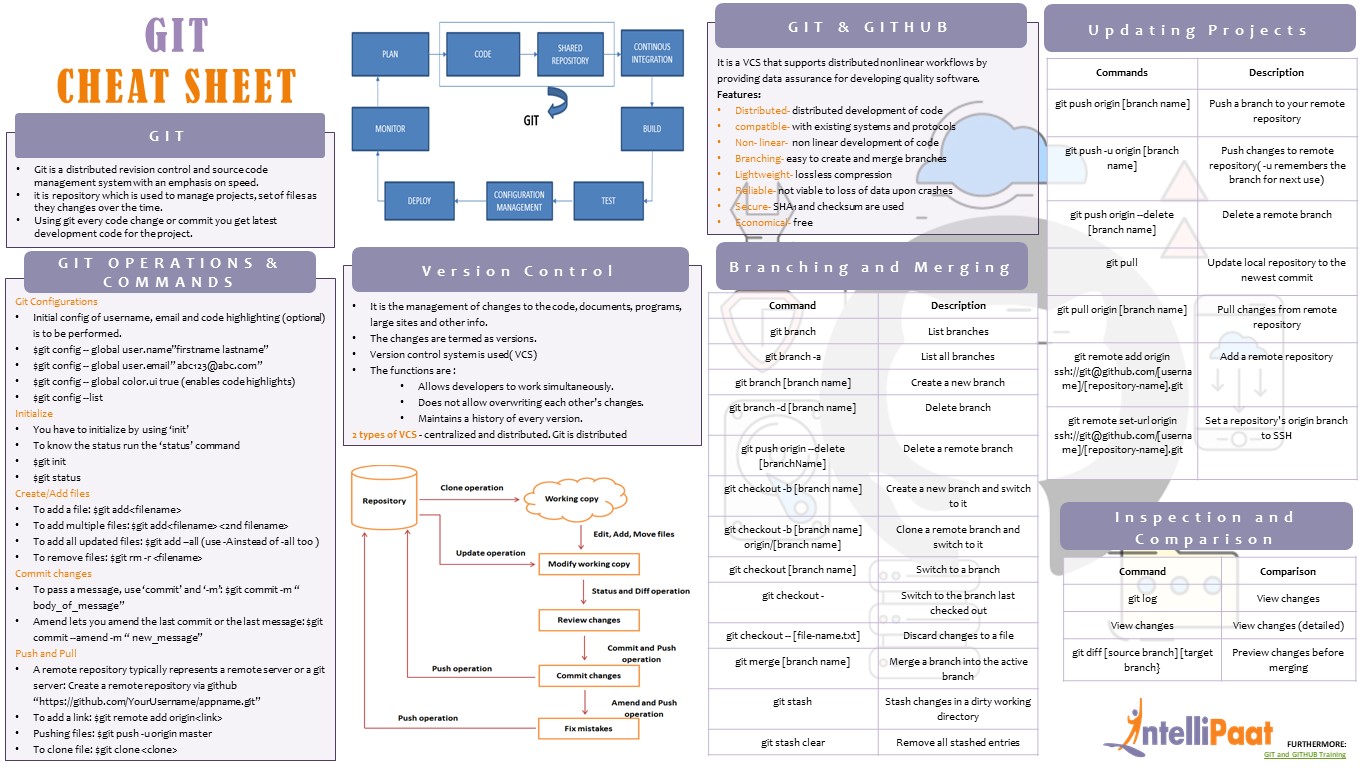 GIT
CHEAT SHEET
GIT
• Git is a distributed revision control and source code
management system with an emphasis on speed.
• it is repository which is used to manage projects, set of files as
they changes over the time.
• Using git every code change or commit you get latest
development code for the project.
GIT OPERATIONS &
COMMANDS
Git Configurations
• Initial config of username, email and code highlighting (optional)
is to be performed.
• $git config -- global user.name"firstname lastname"
• $git config -- global user.email" abc123@abc.com"
• $git config -- global color.ui true (enables code highlights)
• $git config --list
Initialize
• You have to initialize by using 'init'
• To know the status run the 'status' command
• $git init
• $git status
Create/Add files
• To add a file: $git add<filename>
• To add multiple files: $git add<filename> <2nd filename>
• To add all updated files: $git add --all (use -A instead of -all too )
• To remove files: $git rm -r <filename>
Commit changes
• To pass a message, use 'commit' and '-m': $git commit -m "
body_of_message"
• Amend lets you amend the last commit or the last message: $git
commit --amend -m " new_message"
Push and Pull
• A remote repository typically represents a remote server or a git
server: Create a remote repository via github
"https://github.com/YourUsername/appname.git"
• To add a link: $git remote add origin<link>
• Pushing files: $git push -u origin master
• To clone file: $git clone <clone>
PLAN
CODE
SHARED
REPOSITORY
CONTINOUS
INTEGRATION
GIT
MONITOR
BUILD
DEPLOY
CONFIGURATION
MANAGEMENT
TEST
Version Control
• It is the management of changes to the code, documents, programs,
large sites and other info.
• The changes are termed as versions.
• Version control system is used( VCS)
• The functions are :
• Allows developers to work simultaneously.
• Does not allow overwriting each other's changes.
• Maintains a history of every version.
2 types of VCS - centralized and distributed. Git is distributed
Repository
Clone operation
Working copy
Edit, Add, Move files
Update operation
Modify working copy
Status and Diff operation
Review changes
Commit and Push
operation
Push operation
Commit changes
Amend and Push
operation
Push operation
Fix mistakes
GIT & GITHUB
It is a VCS that supports distributed nonlinear workflows by
providing data assurance for developing quality software.
Features:
• Distributed- distributed development of code
• compatible- with existing systems and protocols
• Non- linear- non linear development of code
• Branching- easy to create and merge branches
• Lightweight- lossless compression
• Reliable- not viable to loss of data upon crashes
• Secure- SHA1 and checksum are used
• Economical- free
Branching and Merging
Command Description
git branch List branches
git branch -a List all branches
git branch [branch name] Create a new branch
git branch -d [branch name] Delete branch
git push origin --delete
[branchName]
Delete a remote branch
git checkout -b [branch name]
Create a new branch and switch
to it
git checkout -b [branch name]
origin/[branch name]
Clone a remote branch and
switch to it
git checkout [branch name] Switch to a branch
git checkout -
Switch to the branch last
checked out
git checkout -- [file-name.txt] Discard changes to a file
git merge [branch name]
Merge a branch into the active
branch
git stash
Stash changes in a dirty working
directory
git stash clear Remove all stashed entries
Updating Projects
Commands Description
git push origin [branch name]
Push a branch to your remote
repository
git push -u origin [branch
name]
Push changes to remote
repository( -u remembers the
branch for next use)
git push origin --delete
[branch name]
Delete a remote branch
git pull
Update local repository to the
newest commit
git pull origin [branch name]
Pull changes from remote
repository
git remote add origin
ssh://git@github.com/[userna
me]/[repository-name].git
Add a remote repository
git remote set-url origin
ssh://git@github.com/[userna
me]/[repository-name].git
Set a repository's origin branch
to SSH
Inspection and
Comparison
Command Comparison
git log View changes
View changes View changes (detailed)
git diff [source branch] [target
branch}
Preview changes before
merging
IntelliPaat
FURTHERMORE:
GIT and GITHUB Training